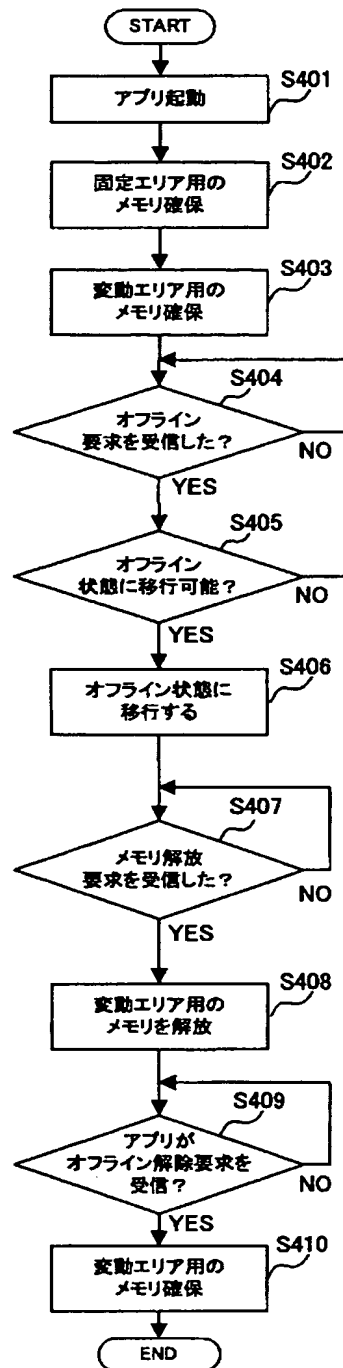 START
S401
アプリ起動
S402
固定エリア用の
メモリ確保
S403
変動エリア用の
メモリ確保
S404
オフライン
要求を受信した?
NO
YES
S405
オフライン
状態に移行可能?
NO
YES
S406
オフライン状態に
移行する
S407
メモリ解放
要求を受信した?
NO
YES
S408
変動エリア用の
メモリを解放
S409
アプリが
オフライン解除要求を
受信?
NO
YES
S410
変動エリア用の
メモリ確保
END